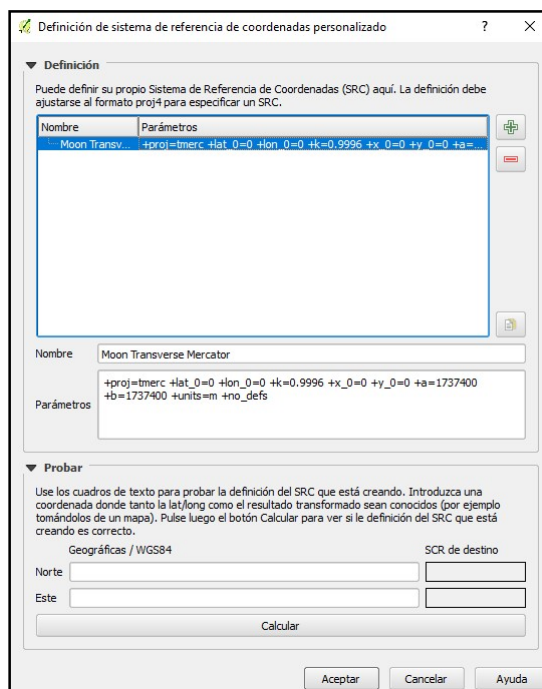 Definición de sistema de referencia de coordenadas personalizado
Definición
Puede definir su propio Sistema de Referencia de Coordenadas (SRC) aquí. La definición debe
ajustarse al formato proj4 para especificar un SRC.
Nombre Parámetros
Moon Transv... +proj=tmerc +lat_0=0 +lon_0=0 +k=0.9996 +x_0=0 +y_0=0 +a=...
Nombre Moon Transverse Mercator
+proj=tmerc +lat_0=0 +lon_0=0 +k=0.9996 +x_0=0 +y_0=0 +a=1737400
+b=1737400 +units=m +no_defs
Parámetros
Probar
Use los cuadros de texto para probar la definición del SRC que está creando. Introduzca una
coordenada donde tanto la lat/long como el resultado transformado sean conocidos (por ejemplo
tomándolos de un mapa). Pulse luego el botón Calcular para ver si le definición del SRC que está
creando es correcto.
Geográficas / WGS84 SCR de destino
Norte
Este
Calcular
Aceptar Cancelar Ayuda